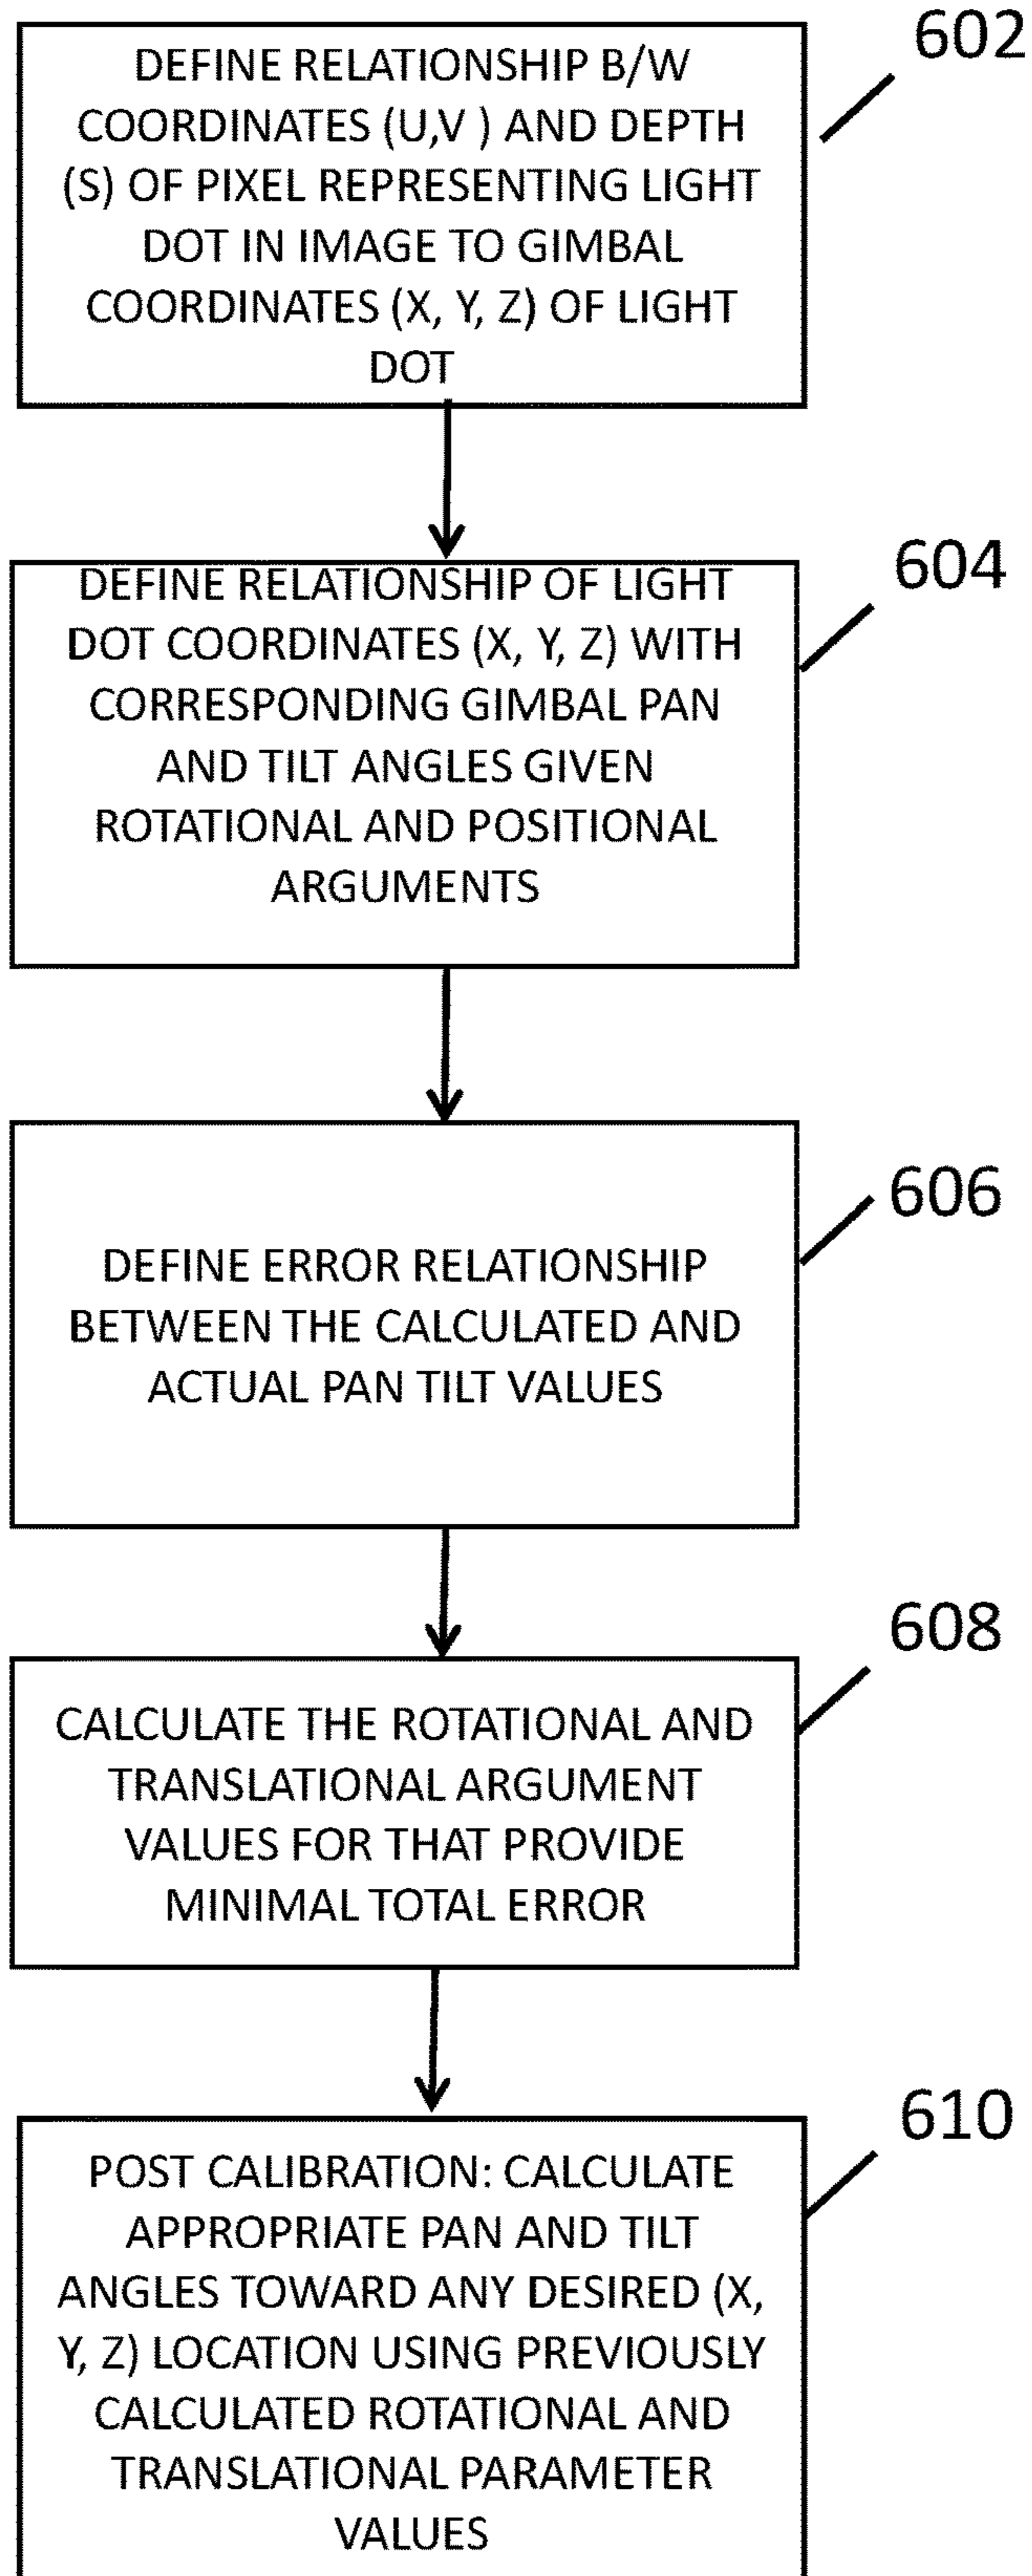 602
DEFINE RELATIONSHIP B/W
COORDINATES (U,V ) AND DEPTH
(S) OF PIXEL REPRESENTING LIGHT
DOT IN IMAGE TO GIMBAL
COORDINATES (X, Y, Z) OF LIGHT
DOT
604
DEFINE RELATIONSHIP OF LIGHT
DOT COORDINATES (X, Y, Z) WITH
CORRESPONDING GIMBAL PAN
AND TILT ANGLES GIVEN
ROTATIONAL AND POSITIONAL
ARGUMENTS
606
DEFINE ERROR RELATIONSHIP
BETWEEN THE CALCULATED AND
ACTUAL PAN TILT VALUES
608
CALCULATE THE ROTATIONAL AND
TRANSLATIONAL ARGUMENT
VALUES FOR THAT PROVIDE
MINIMAL TOTAL ERROR
610
POST CALIBRATION: CALCULATE
APPROPRIATE PAN AND TILT
ANGLES TOWARD ANY DESIRED (X,
Y, Z) LOCATION USING PREVIOUSLY
CALCULATED ROTATIONAL AND
TRANSLATIONAL PARAMETER
VALUES